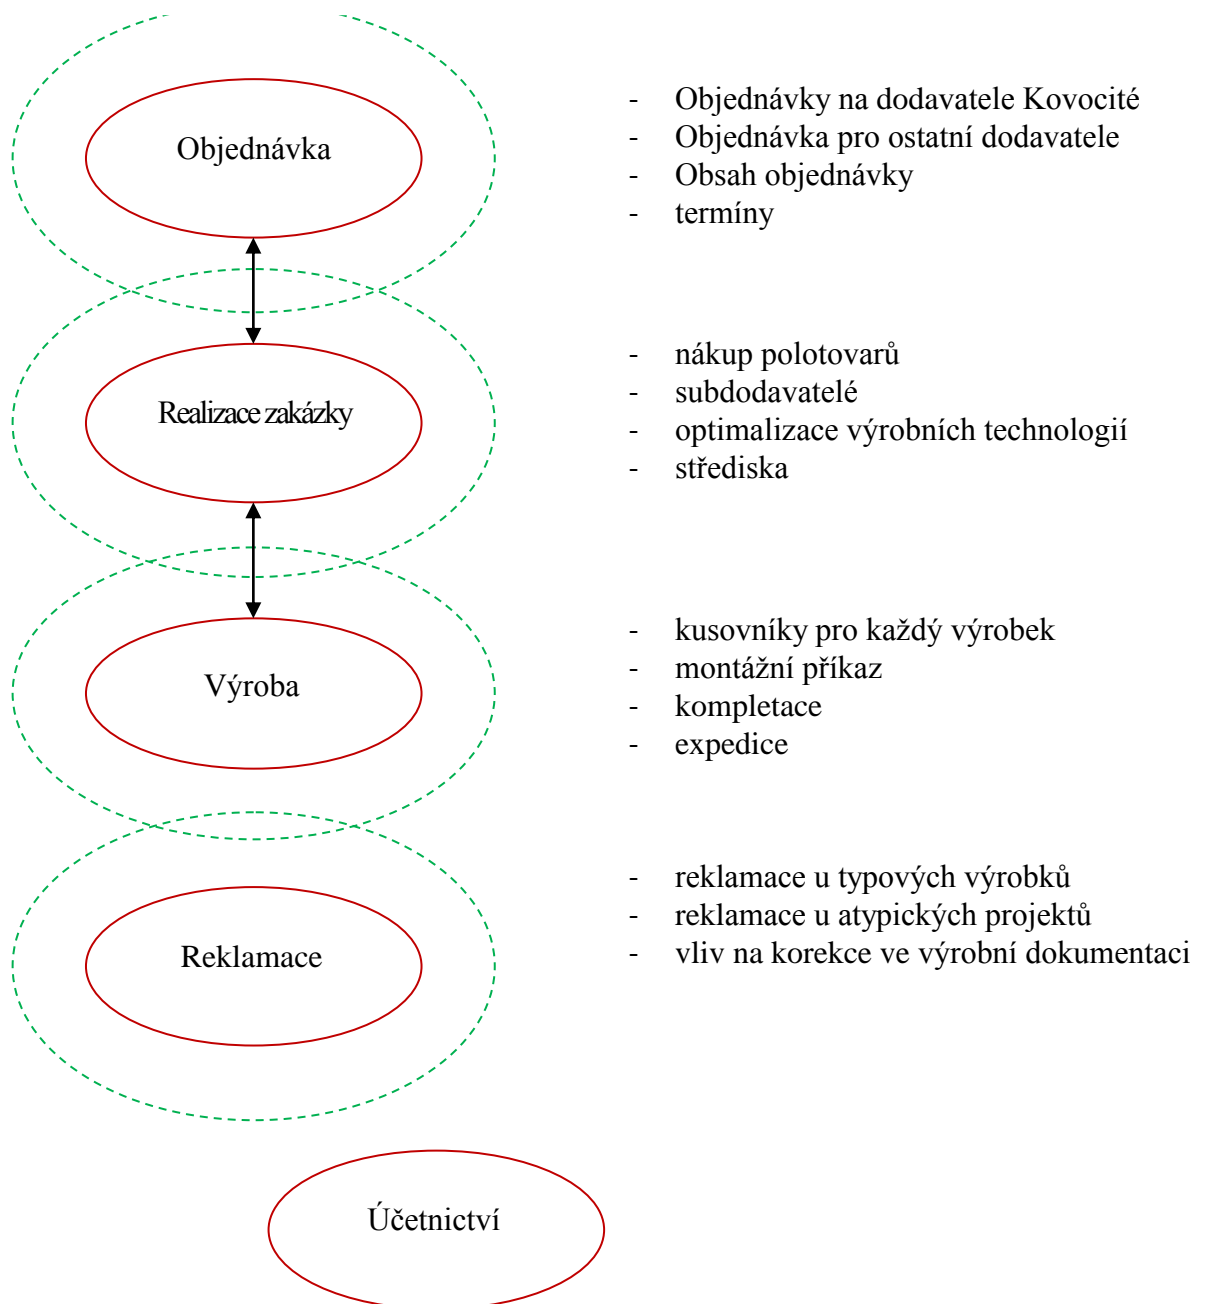 Objednávka
- Objednávky na dodavatele Kovocité
- Objednávka pro ostatní dodavatele
- Obsah objednávky
- termíny
Realizace zakázky
- nákup polotovarů
- subdodavatelé
- optimalizace výrobních technologií
- střediska
Výroba
- kusovníky pro každý výrobek
- montážní příkaz
- kompletace
- expedice
Reklamace
- reklamace u typových výrobků
- reklamace u atypických projektů
- vliv na korekce ve výrobní dokumentaci
Účetnictví